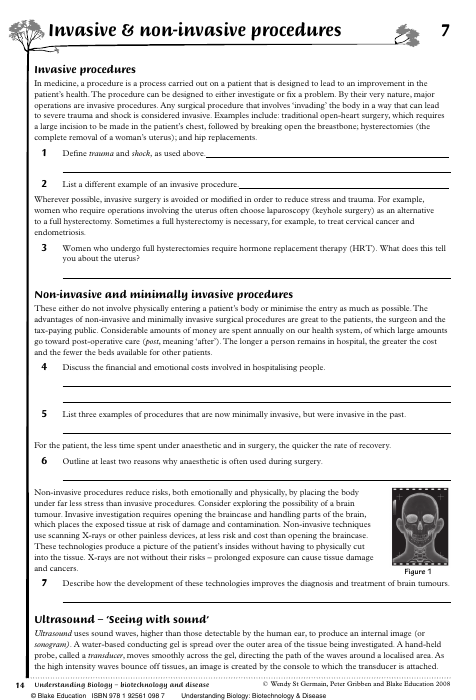 Invasive & non-invasive procedures 7
Invasive procedures
In medicine, a procedure is a process carried out on a patient that is designed to lead to an improvement in the
patient's health. The procedure can be designed to either investigate or fix a problem. By their very nature, major
operations are invasive procedures. Any surgical procedure that involves 'invading' the body in a way that can lead
to severe trauma and shock is considered invasive. Examples include: traditional open-heart surgery, which requires
a large incision to be made in the patient's chest, followed by breaking open the breastbone; hysterectomies (the
complete removal of a woman's uterus); and hip replacements.
1 Define trauma and shock, as used above.
2 List a different example of an invasive procedure.
Wherever possible, invasive surgery is avoided or modified in order to reduce stress and trauma. For example,
women who require operations involving the uterus often choose laparoscopy (keyhole surgery) as an alternative
to a full hysterectomy. Sometimes a full hysterectomy is necessary, for example, to treat cervical cancer and
endometriosis.
3 Women who undergo full hysterectomies require hormone replacement therapy (HRT). What does this tell
you about the uterus?
Non-invasive and minimally invasive procedures
These either do not involve physically entering a patient's body or minimise the entry as much as possible. The
advantages of non-invasive and minimally invasive surgical procedures are great to the patients, the surgeon and the
tax-paying public. Considerable amounts of money are spent annually on our health system, of which large amounts
go toward post-operative care (post, meaning 'after'). The longer a person remains in hospital, the greater the cost
and the fewer the beds available for other patients.
4 Discuss the financial and emotional costs involved in hospitalising patients.
5 List three examples of procedures that are now minimally invasive, but were invasive in the past.
For the patient, the less time spent under anaesthetic and in surgery, the quicker the rate of recovery.
6 Outline at least two reasons why anaesthetic is often used during surgery.
Non-invasive procedures reduce risks, both emotionally and physically, by placing the body
under far less stress than invasive procedures. Consider exploring the possibility of a brain
tumour. Invasive investigation requires opening the braincase and handling parts of the brain,
which places the exposed tissue at risk of damage and contamination. Non-invasive techniques
use scanning X-rays or other painless devices, at less risk and cost than opening the braincase.
These technologies produce a picture of the patient's insides without having to physically cut
into the tissue. X-rays are not without their risks – prolonged exposure can cause tissue damage
and cancers.
Figure 1
7 Describe how the development of these technologies improves the diagnosis and treatment of brain tumours.
Ultrasound – 'Seeing with sound'
Ultrasound uses sound waves, higher than those detectable by the human ear, to produce an internal image (or
sonogram). A water-based conducting gel is spread over the outer area of the tissue being investigated. A hand-held
probe, called a transducer, moves smoothly across the gel, directing the path of the waves around a localised area. As
the high intensity waves bounce off tissues, an image is created by the console to which the transducer is attached.
14 Understanding Biology – biotechnology and disease © Wendy St Germain, Peter Gribben and Blake Education 2008
© Blake Education ISBN 978 1 92561 098 7 Understanding Biology: Biotechnology & Disease